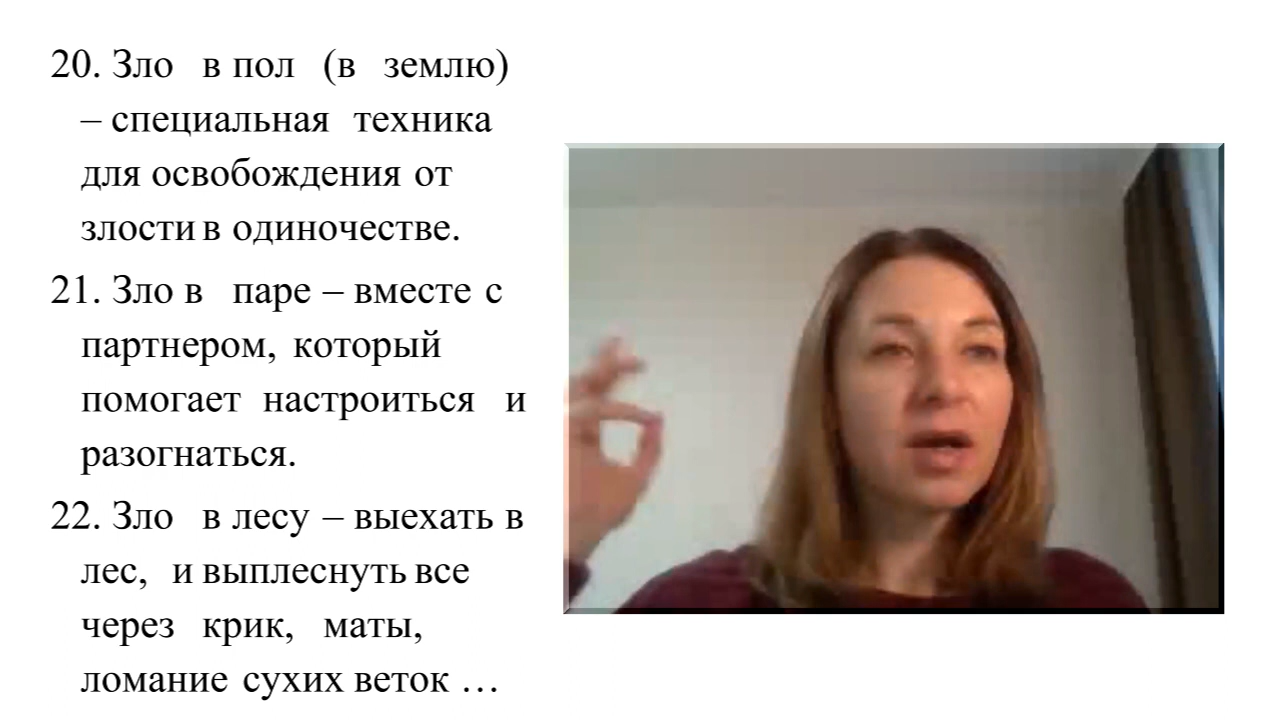 20. Зло в пол (в землю)
– специальная техника
для освобождения от
злости в одиночестве.
21. Зло в паре – вместе с
партнером, который
помогает настроиться и
разогнаться.
22. Зло в лесу – выехать в
лес, и выплеснуть все
через крик, маты,
ломание сухих веток …